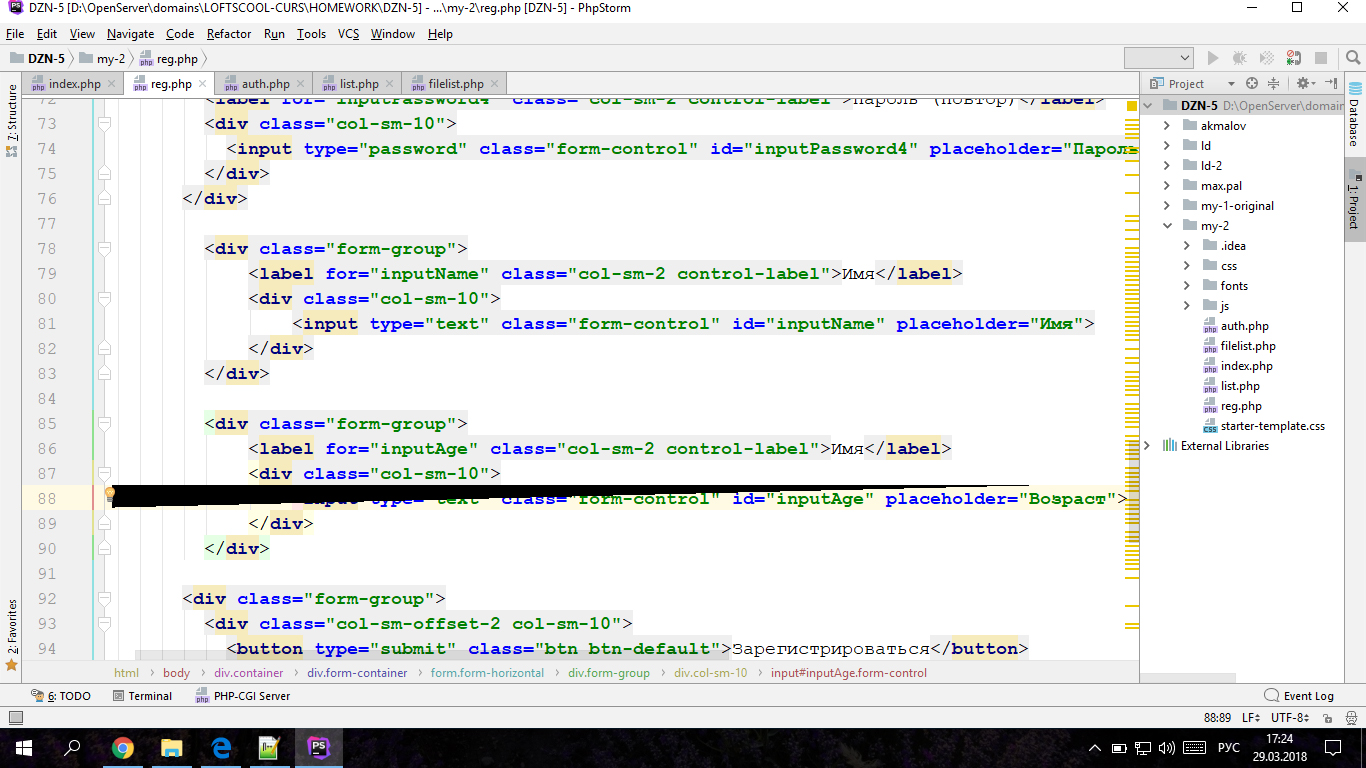 DZN-5 [D:\OpenServer\domains\LOFTSCOOL-CURS\HOMEWORK\DZN-5] - ...\my-2\reg.php [DZN-5] - PhpStorm
File Edit View Navigate Code Refactor Run Tools VCS Window Help
DZN-5 my-2 reg.php
index.php reg.php auth.php list.php filelist.php
72 <label for="inputPassword4" class="col-sm-2 control-label">Пароль (повтор)</label>
73 <div class="col-sm-10">
74 <input type="password" class="form-control" id="inputPassword4" placeholder="Пароль
75 </div>
76 </div>
77
78 <div class="form-group">
79 <label for="inputName" class="col-sm-2 control-label">Имя</label>
80 <div class="col-sm-10">
81 <input type="text" class="form-control" id="inputName" placeholder="Имя">
82 </div>
83 </div>
84
85 <div class="form-group">
86 <label for="inputAge" class="col-sm-2 control-label">Имя</label>
87 <div class="col-sm-10">
88 input type="text" class="form-control" id="inputAge" placeholder="Возраст">
89 </div>
90 </div>
91
92 <div class="form-group">
93 <div class="col-sm-offset-2 col-sm-10">
94 <button type="submit" class="btn btn-default">Зарегистрироваться</button>
html body div.container div.form-container form.form-horizontal div.form-group div.col-sm-10 input#inputAge.form-control
7: Structure
2: Favorites
Project
DZN-5 D:\OpenServer\domain
akmalov
ld
ld-2
max.pal
my-1-original
my-2
.idea
css
fonts
js
auth.php
filelist.php
index.php
list.php
reg.php
starter-template.css
External Libraries
Database
1: Project
6: TODO Terminal PHP-CGI Server Event Log
88:89 LF UTF-8
РУС 17:24
29.03.2018